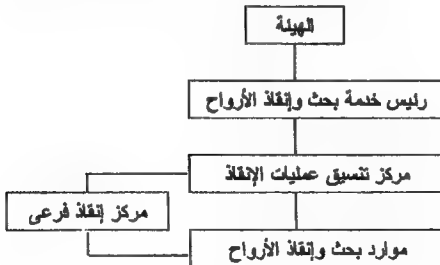 الهيئة
رئيس خدمة بحث وإنقاذ الأرواح
مركز تنسيق عمليات الإنقاذ
مركز إنقاذ فرعى
موارد بحث وإنقاذ الأرواح